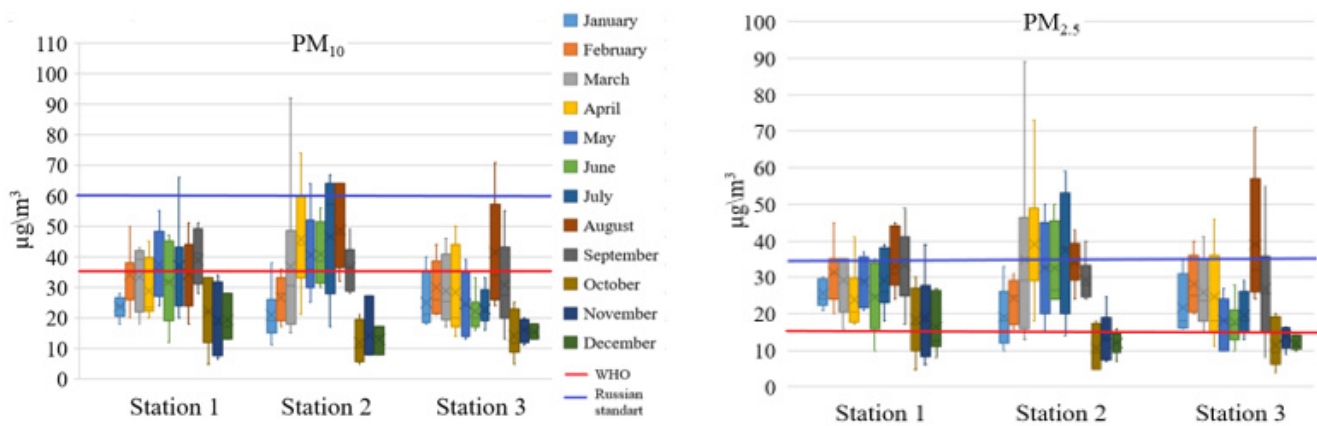 PM10
110
100
90
80
70
60
50
40
30
20
10
0
µg\m³
Station 1
Station 2
Station 3
January
February
March
April
May
June
July
August
September
October
November
December
WHO
Russian
standart
PM2.5
100
90
80
70
60
50
40
30
20
10
0
µg\m³
Station 1
Station 2
Station 3